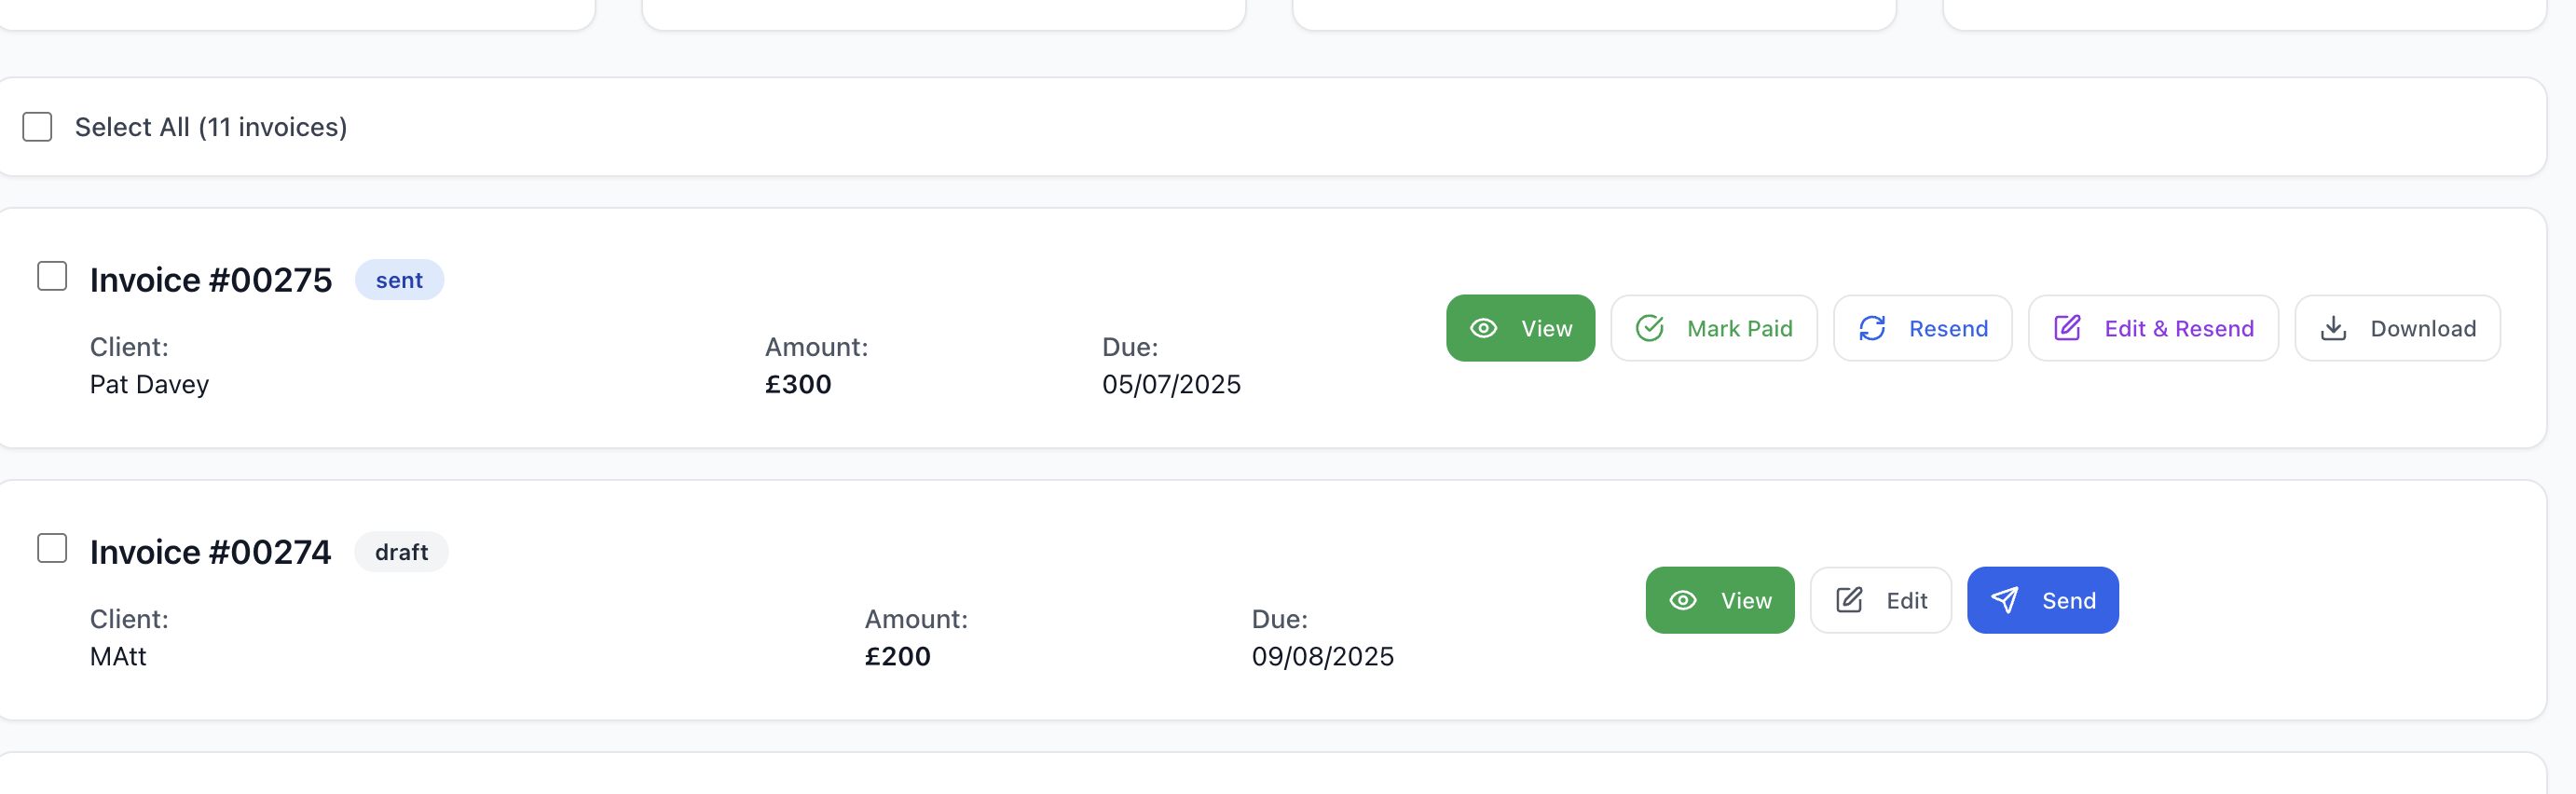 Select All (11 invoices)
Invoice #00275 sent
View Mark Paid Resend Edit & Resend Download
Client: Amount: Due:
Pat Davey £300 05/07/2025
Invoice #00274 draft
View Edit Send
Client: Amount: Due:
MAtt £200 09/08/2025